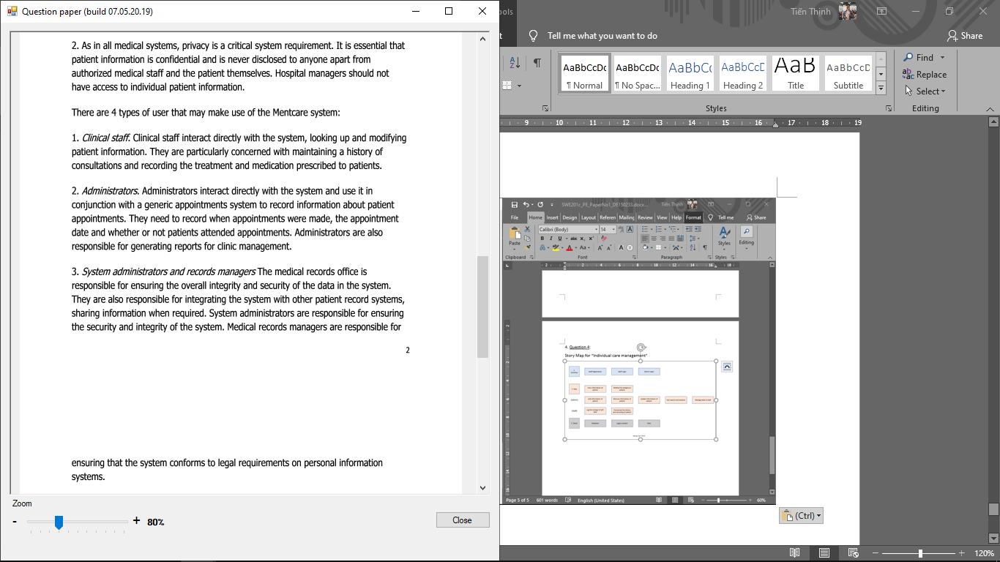 Question paper (build 07.05.20.19)
2. As in all medical systems, privacy is a critical system requirement. It is essential that
patient information is confidential and is never disclosed to anyone apart from
authorized medical staff and the patient themselves. Hospital managers should not
have access to individual patient information.
There are 4 types of user that may make use of the Mentcare system:
1. Clinical staff. Clinical staff interact directly with the system, looking up and modifying
patient information. They are particularly concerned with maintaining a history of
consultations and recording the treatment and medication prescribed to patients.
2. Administrators. Administrators interact directly with the system and use it in
conjunction with a generic appointments system to record information about patient
appointments. They need to record when appointments were made, the appointment
date and whether or not patients attended appointments. Administrators are also
responsible for generating reports for clinic management.
3. System administrators and records managers The medical records office is
responsible for ensuring the overall integrity and security of the data in the system.
They are also responsible for integrating the system with other patient record systems,
sharing information when required. System administrators are responsible for ensuring
the security and integrity of the system. Medical records managers are responsible for
2
ensuring that the system conforms to legal requirements on personal information
systems.
Zoom
- + 80%
Close
ols
Tiến Thịnh
t Tell me what you want to do
Share
AaBbCcDc AaBbCcDc AaBbCc AaBbCcD AaB AaBbCcD
¶ Normal ¶ No Spac... Heading 1 Heading 2 Title Subtitle
Styles
Find
Replace
Select
Editing
9 10 11 12 13 14 15 16 17 18 19
SWE201c_PE_PaperNo1_DE150233.docx...
Tiến Thịnh
File Home Insert Design Layout Referen Mailing Review View Help Format Tell me Share
Paste
Calibri (Body) 14
Styles
Editing
Clipboard Font Paragraph Styles
4. Question 4:
Story Map for "Individual care management"
Page 5 of 5 601 words English (United States) 60%
(Ctrl)
120%